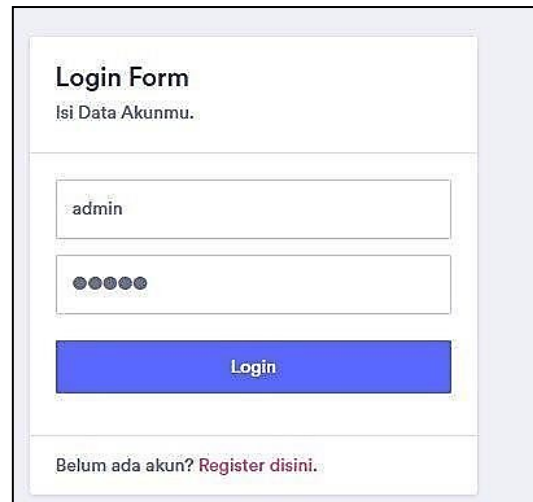 Login Form
Isi Data Akunmu.
admin
●●●●●
Login
Belum ada akun? Register disini.